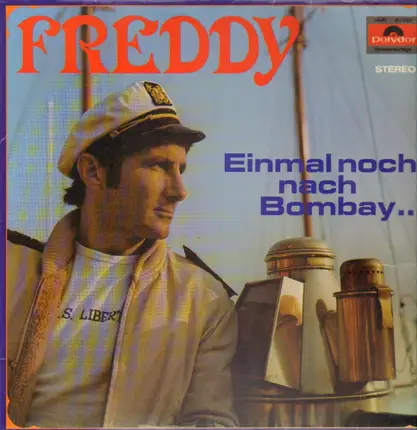 FREDDY
Polydor
STEREO
Einmal noch
nach
Bombay..
.S. LIBERT